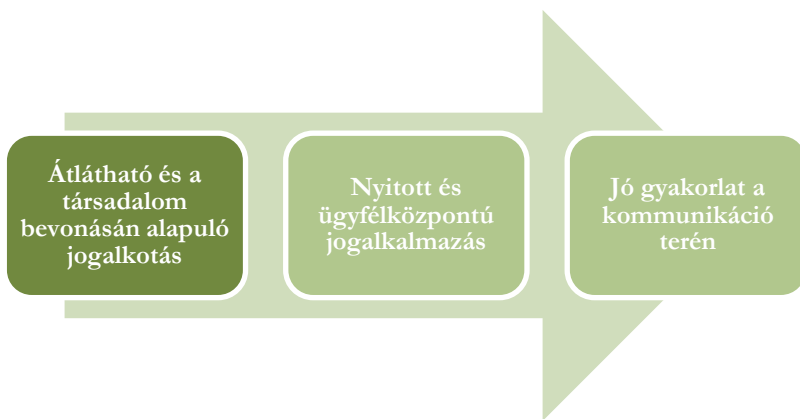 Átlátható és a
társadalom
bevonásán alapuló
jogalkotás
Nyitott és
ügyfélközpontú
jogalkalmazás
Jó gyakorlat a
kommunikáció
terén